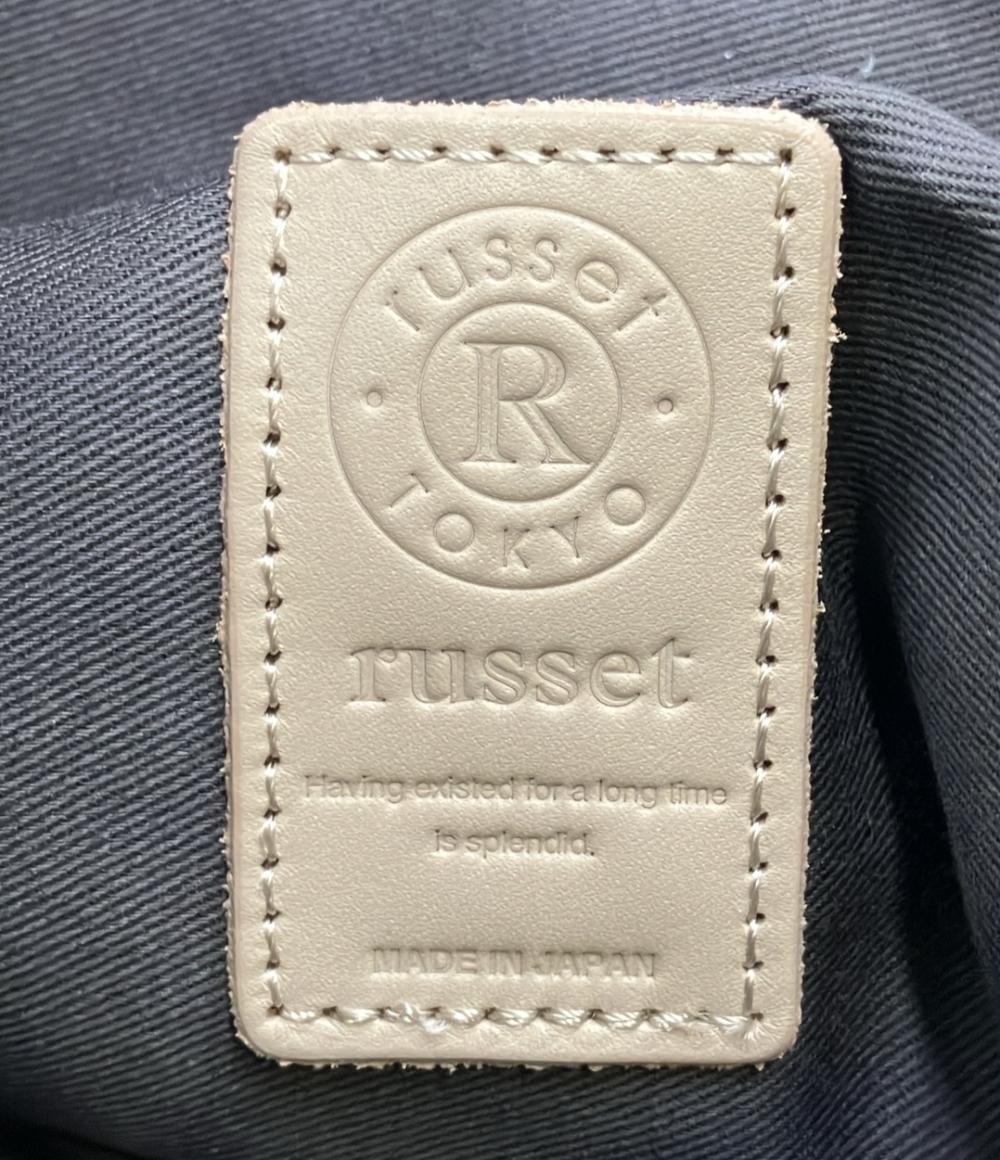 russet
R
TOKYO
russet
Having existed for a long time
is splendid.
MADE IN JAPAN